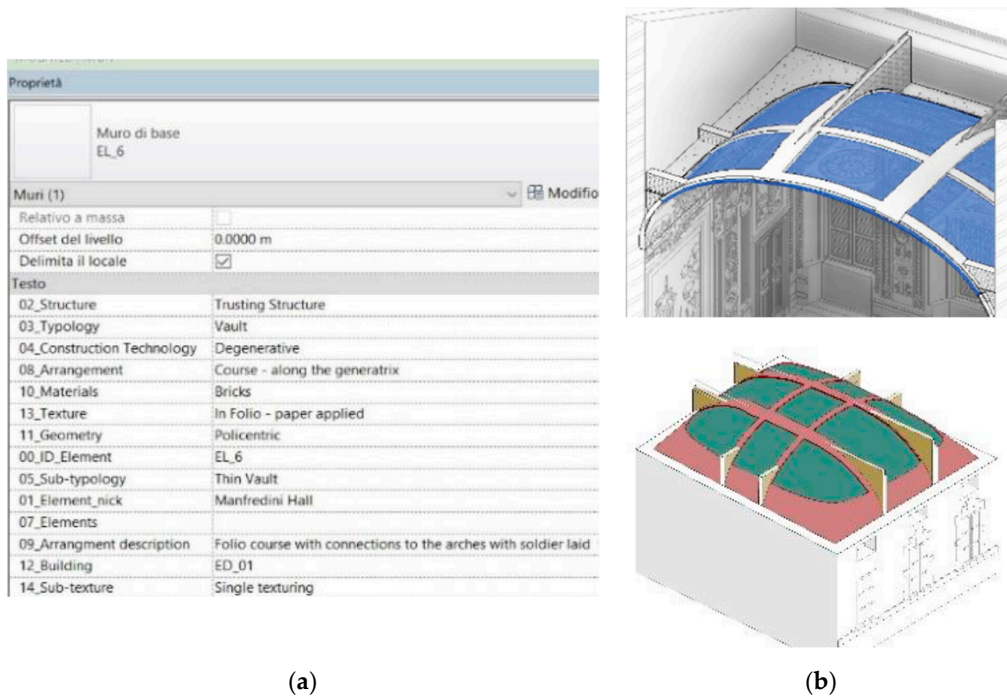 Proprietà
Muro di base
EL_6
Muri (1) Modifio
Relativo a massa
Offset del livello 0.0000 m
Delimita il locale
Testo
02_Structure Trusting Structure
03_Typology Vault
04_Construction Technology Degenerative
08_Arrangement Course - along the generatrix
10_Materials Bricks
13_Texture In Folio - paper applied
11_Geometry Policentric
00_ID_Element EL_6
05_Sub-typology Thin Vault
01_Element_nick Manfredini Hall
07_Elements
09_Arrangment description Folio course with connections to the arches with soldier laid
12_Building ED_01
14_Sub-texture Single texturing
(a) (b)